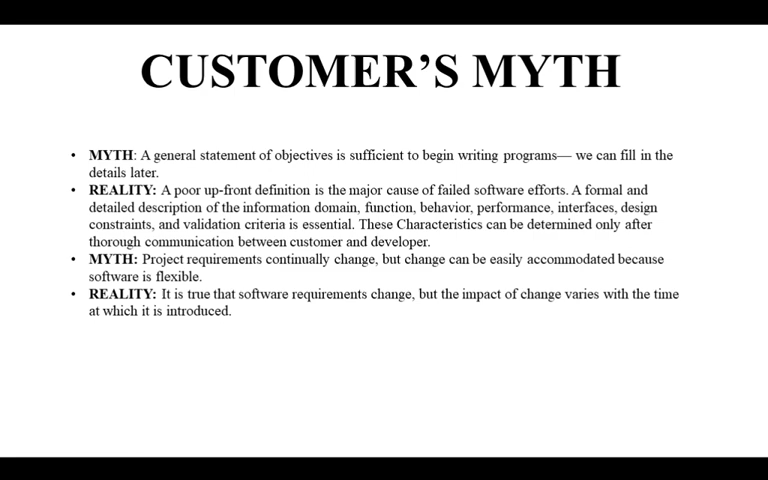 CUSTOMER’S MYTH
• MYTH: A general statement of objectives is sufficient to begin writing programs— we can fill in the
details later.
• REALITY: A poor up-front definition is the major cause of failed software efforts. A formal and
detailed description of the information domain, function, behavior, performance, interfaces, design
constraints, and validation criteria is essential. These Characteristics can be determined only after
thorough communication between customer and developer.
• MYTH: Project requirements continually change, but change can be easily accommodated because
software is flexible.
• REALITY: It is true that software requirements change, but the impact of change varies with the time
at which it is introduced.